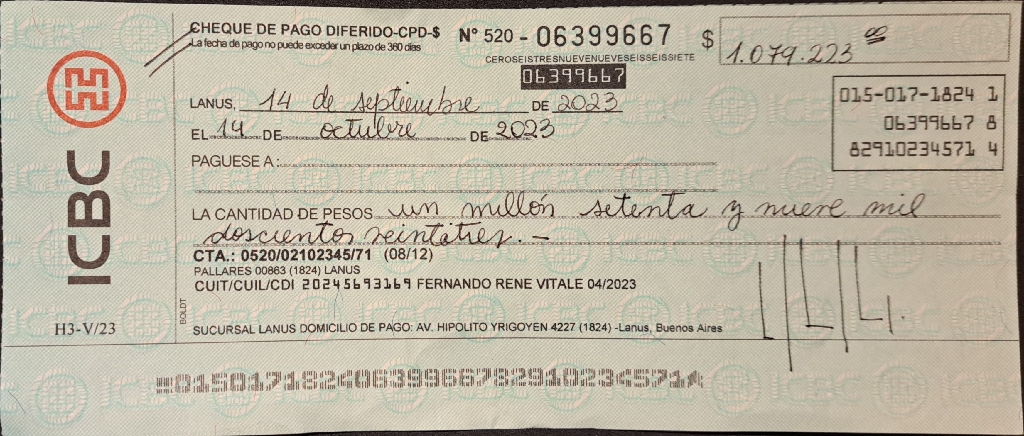 CHEQUE DE PAGO DIFERIDO-CPD-$ N° 520 - 06399667 $ 1.079.223 00
La fecha de pago no puede exceder un plazo de 360 días
CEROSEISTRESNUEVENUEVESEISSEISSIETE
06399667
015-017-1824 1
06399667 8
82910234571 4
LANUS, 14 de septiembre DE 2023
EL 14 DE octubre DE 2023
PAGUESE A :
LA CANTIDAD DE PESOS un millón setenta y nueve mil
doscientos veintitres. -
CTA.: 0520/02102345/71 (08/12)
PALLARES 00863 (1824) LANUS
CUIT/CUIL/CDI 20245693169 FERNANDO RENE VITALE 04/2023
SUCURSAL LANUS DOMICILIO DE PAGO: AV. HIPOLITO YRIGOYEN 4227 (1824) -Lanus, Buenos Aires
ICBC
BOLDT
H3-V/23
015017182406399667829102345714